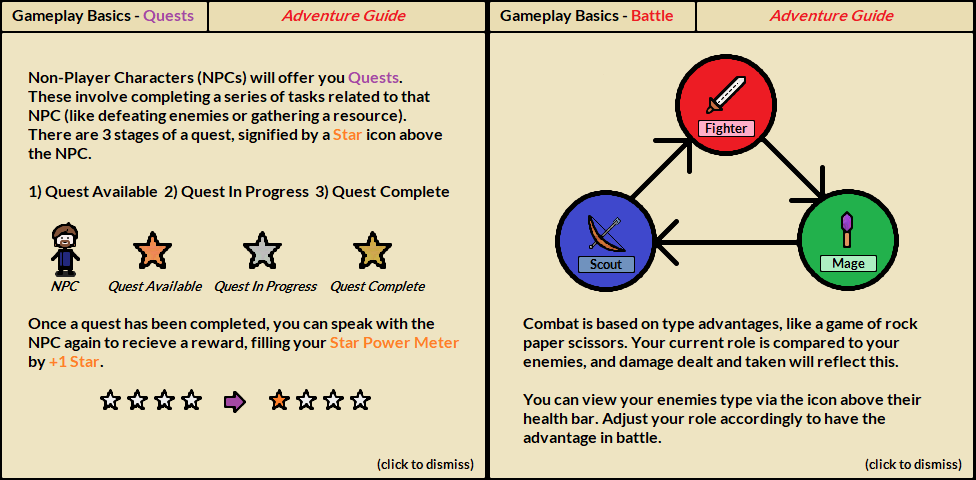 Gameplay Basics - Quests
Adventure Guide
Non-Player Characters (NPCs) will offer you Quests.
These involve completing a series of tasks related to that
NPC (like defeating enemies or gathering a resource).
There are 3 stages of a quest, signified by a Star icon above
the NPC.
1) Quest Available 2) Quest In Progress 3) Quest Complete
NPC
Quest Available
Quest In Progress
Quest Complete
Once a quest has been completed, you can speak with the
NPC again to recieve a reward, filling your Star Power Meter
by +1 Star.
(click to dismiss)
Gameplay Basics - Battle
Adventure Guide
Fighter
Scout
Mage
Combat is based on type advantages, like a game of rock
paper scissors. Your current role is compared to your
enemies, and damage dealt and taken will reflect this.
You can view your enemies type via the icon above their
health bar. Adjust your role accordingly to have the
advantage in battle.
(click to dismiss)